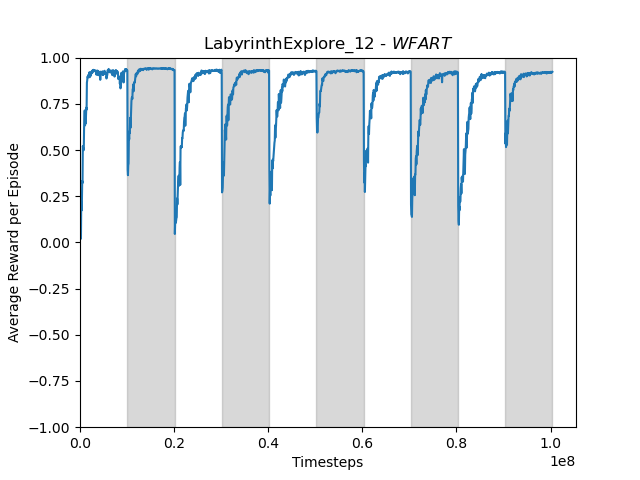 LabyrinthExplore_12 - WFART
1.00
0.75
0.50
0.25
0.00
−0.25
−0.50
−0.75
−1.00
Average Reward per Episode
0.0 0.2 0.4 0.6 0.8 1.0
1e8
Timesteps